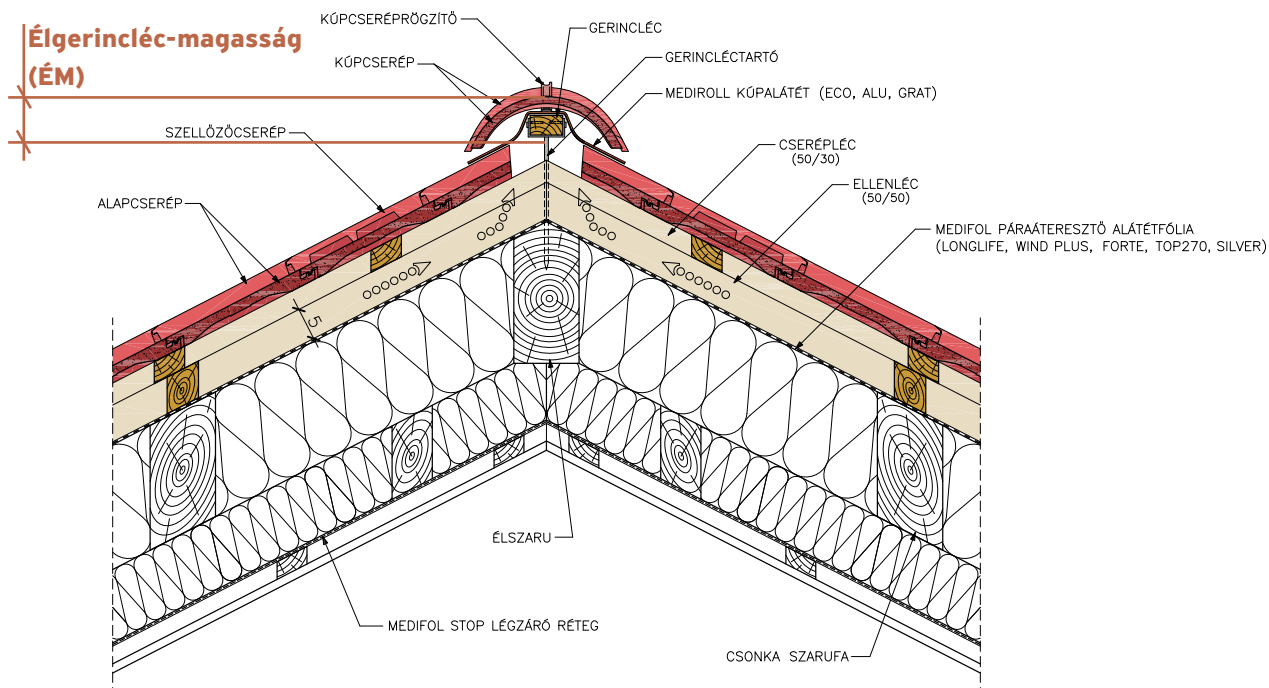 KÚPCSERÉPRÖGZÍTŐ
GERINCLÉC
Élgerincléc-magasság
(ÉM)
KÚPCSERÉP
GERINCLÉCTARTÓ
MEDIROLL KÚPALÁTÉT (ECO, ALU, GRAT)
SZELLŐZŐCSERÉP
CSERÉPLÉC
(50/30)
ELLENLÉC
(50/50)
ALAPCSERÉP
MEDIFOL PÁRAÁTERESZTŐ ALÁTÉTFÓLIA
(LONGLIFE, WIND PLUS, FORTE, TOP270, SILVER)
5
ÉLSZARU
MEDIFOL STOP LÉGZÁRÓ RÉTEG
CSONKA SZARUFA